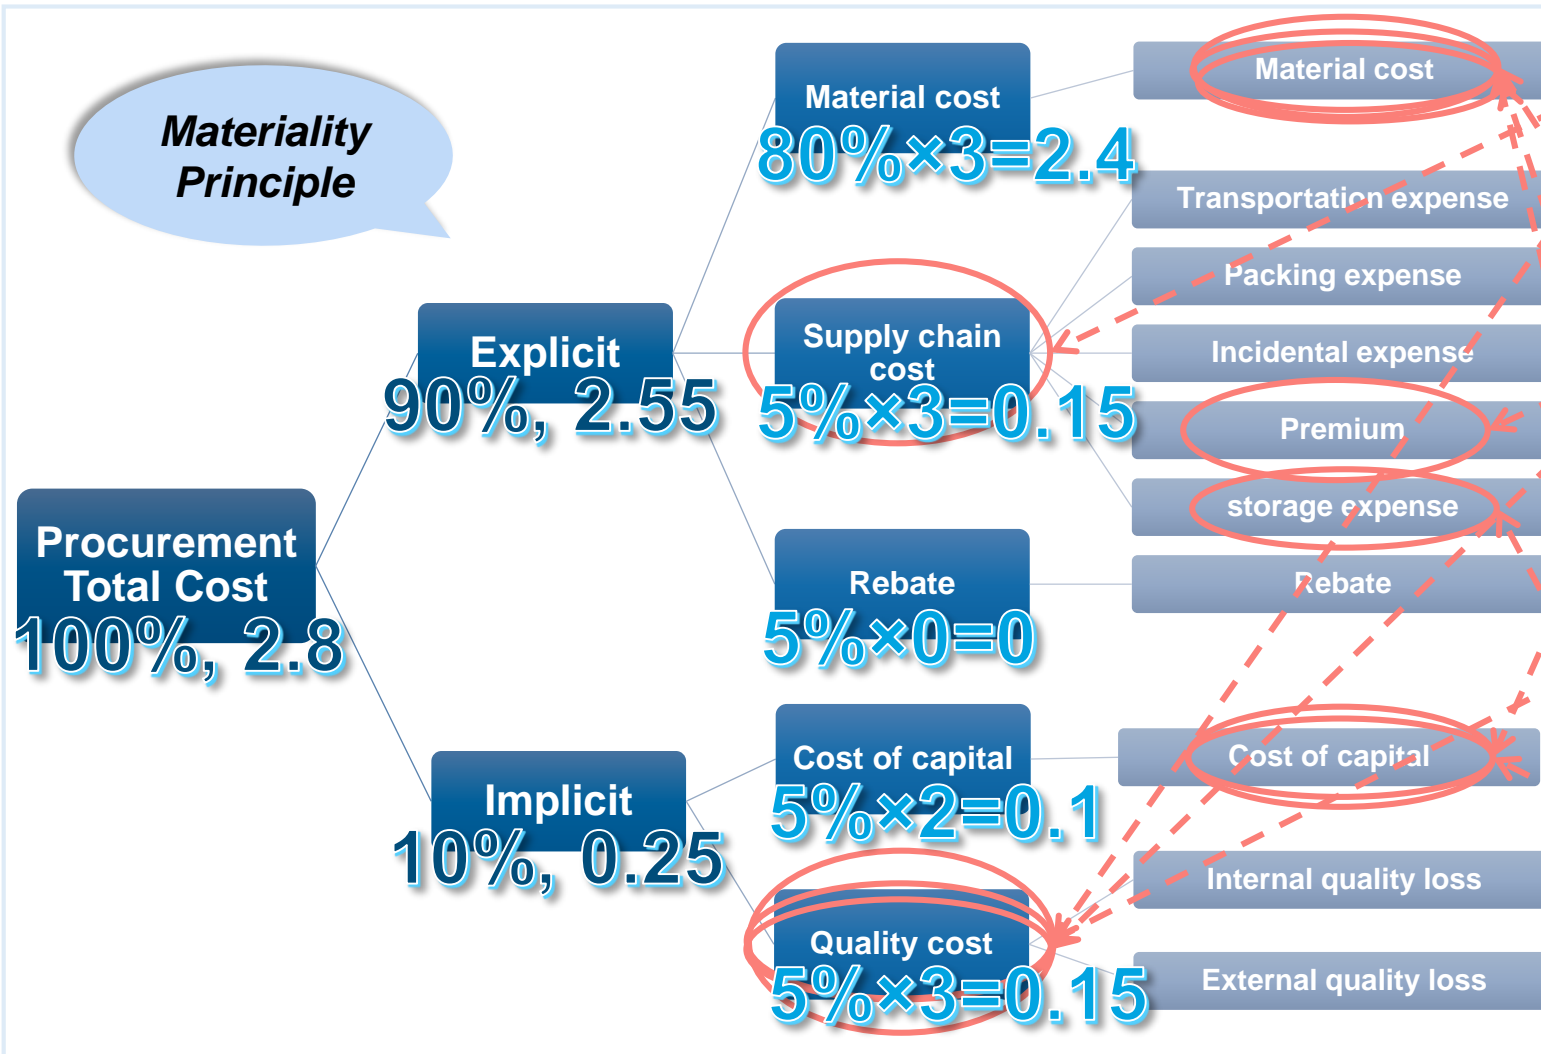 Materiality
Principle
Procurement
Total Cost
100%, 2.8
Explicit
90%, 2.55
Implicit
10%, 0.25
Material cost
80%×3=2.4
Supply chain
cost
5%×3=0.15
Rebate
5%×0=0
Cost of capital
5%×2=0.1
Quality cost
5%×3=0.15
Material cost
Transportation expense
Packing expense
Incidental expense
Premium
storage expense
Rebate
Cost of capital
Internal quality loss
External quality loss